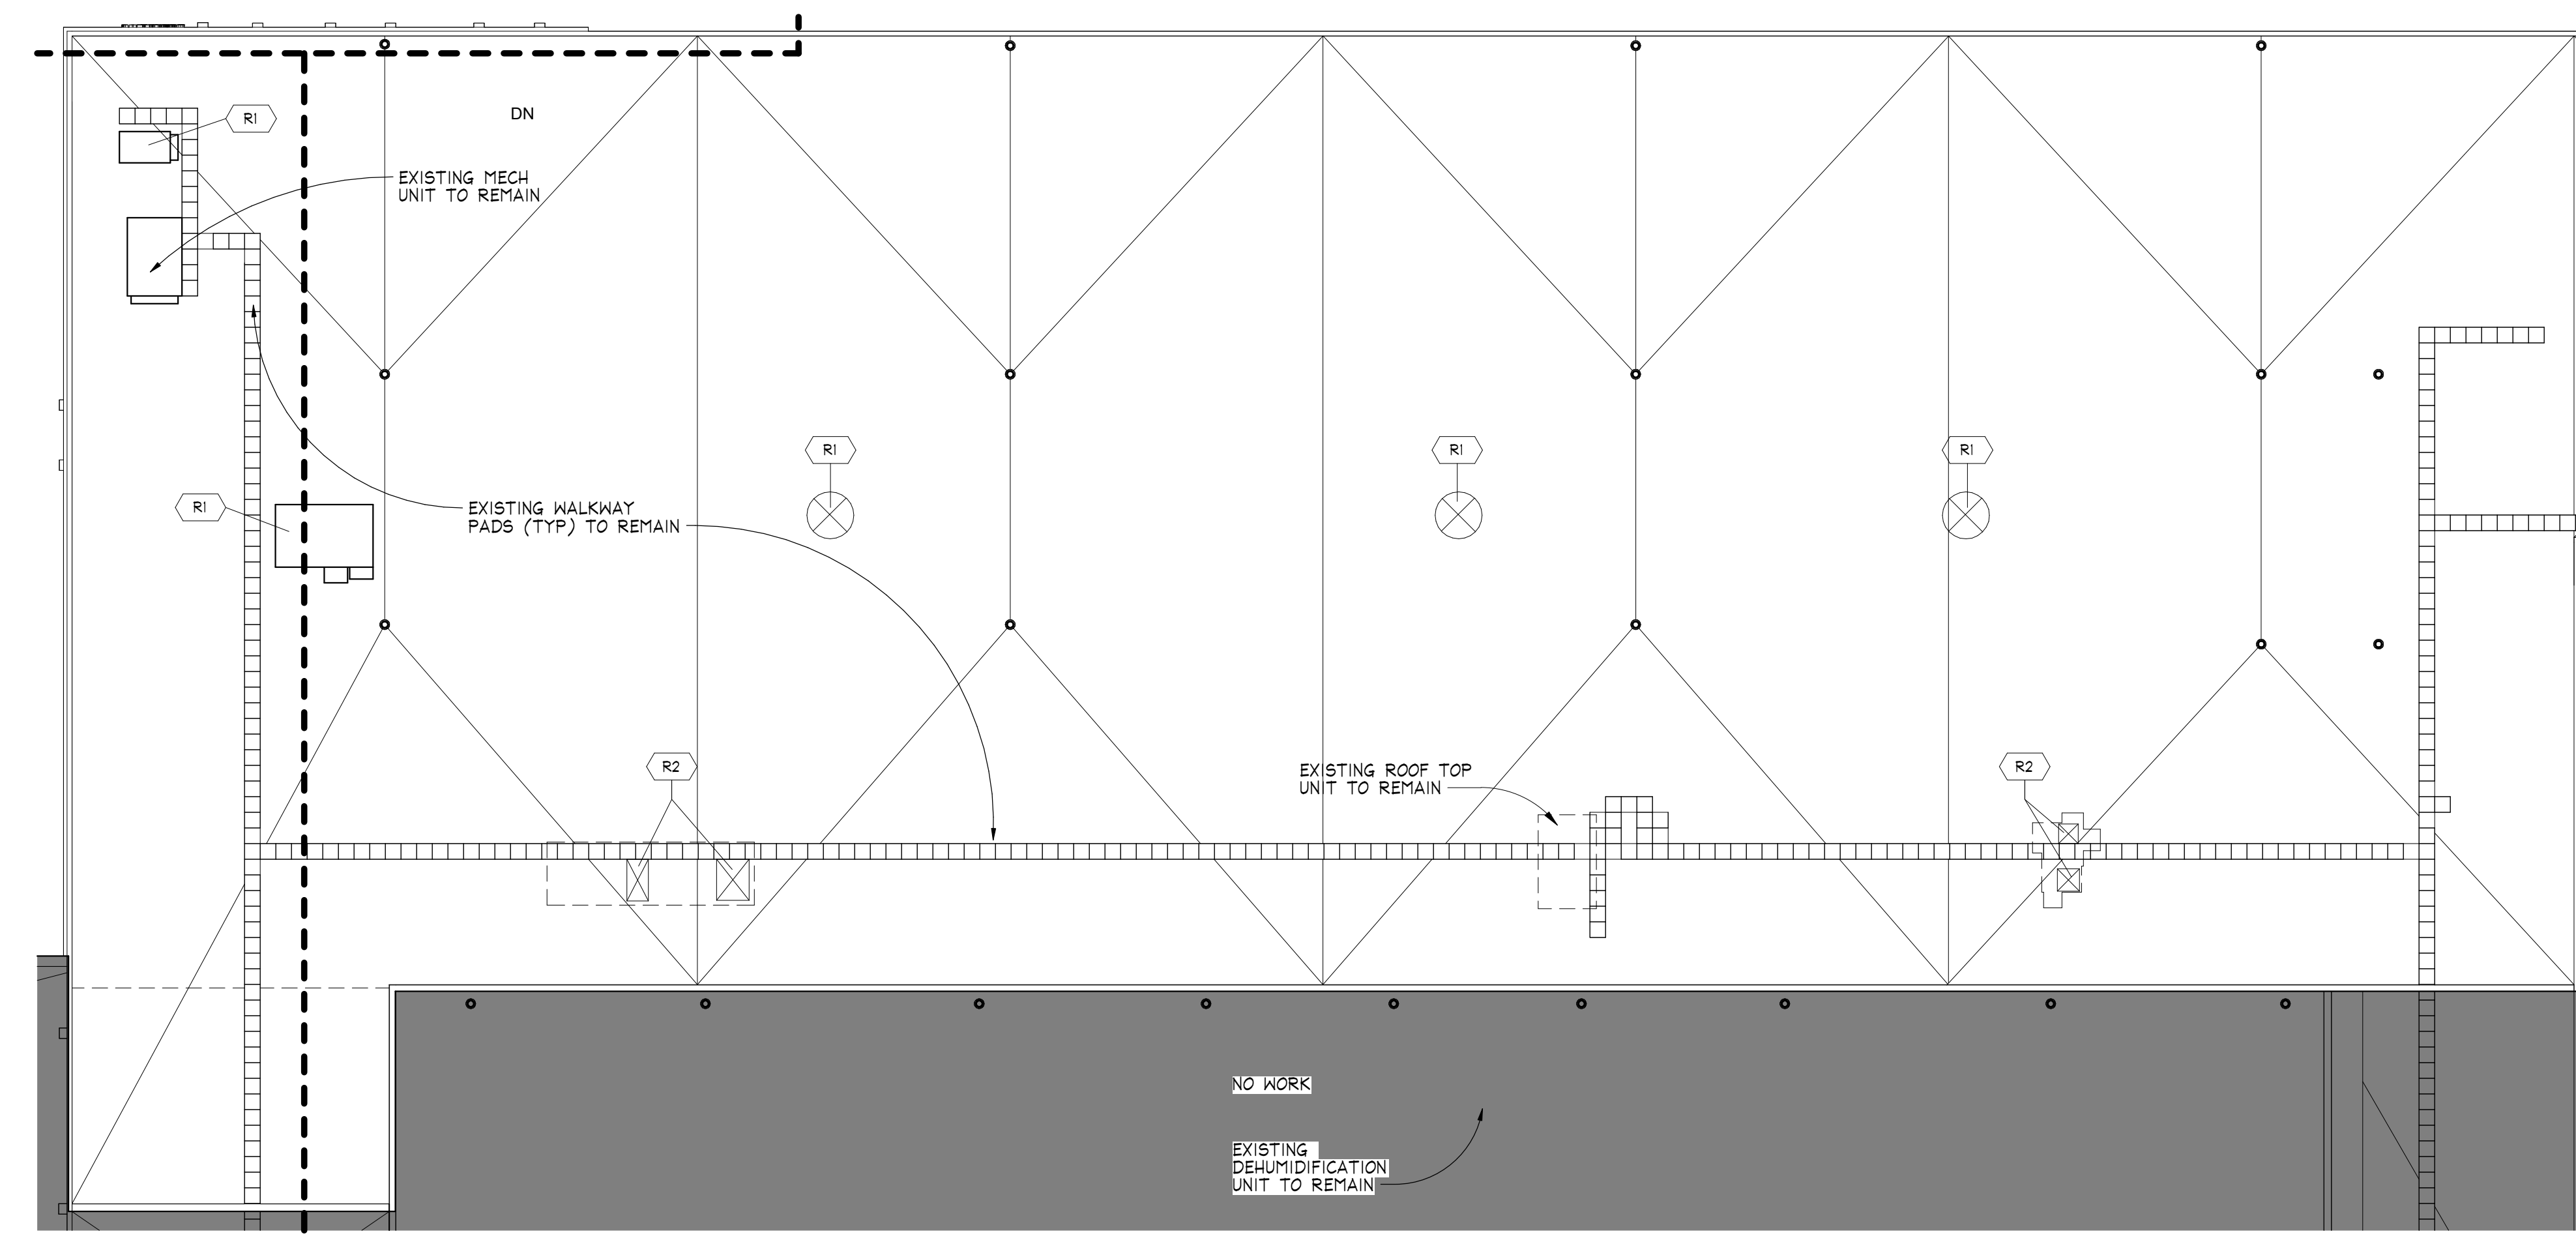 R1
DN
EXISTING MECH
UNIT TO REMAIN
R1
R1
R1
R1
EXISTING WALKWAY
PADS (TYP) TO REMAIN
R2
R2
EXISTING ROOF TOP
UNIT TO REMAIN
NO WORK
EXISTING
DEHUMIDIFICATION
UNIT TO REMAIN